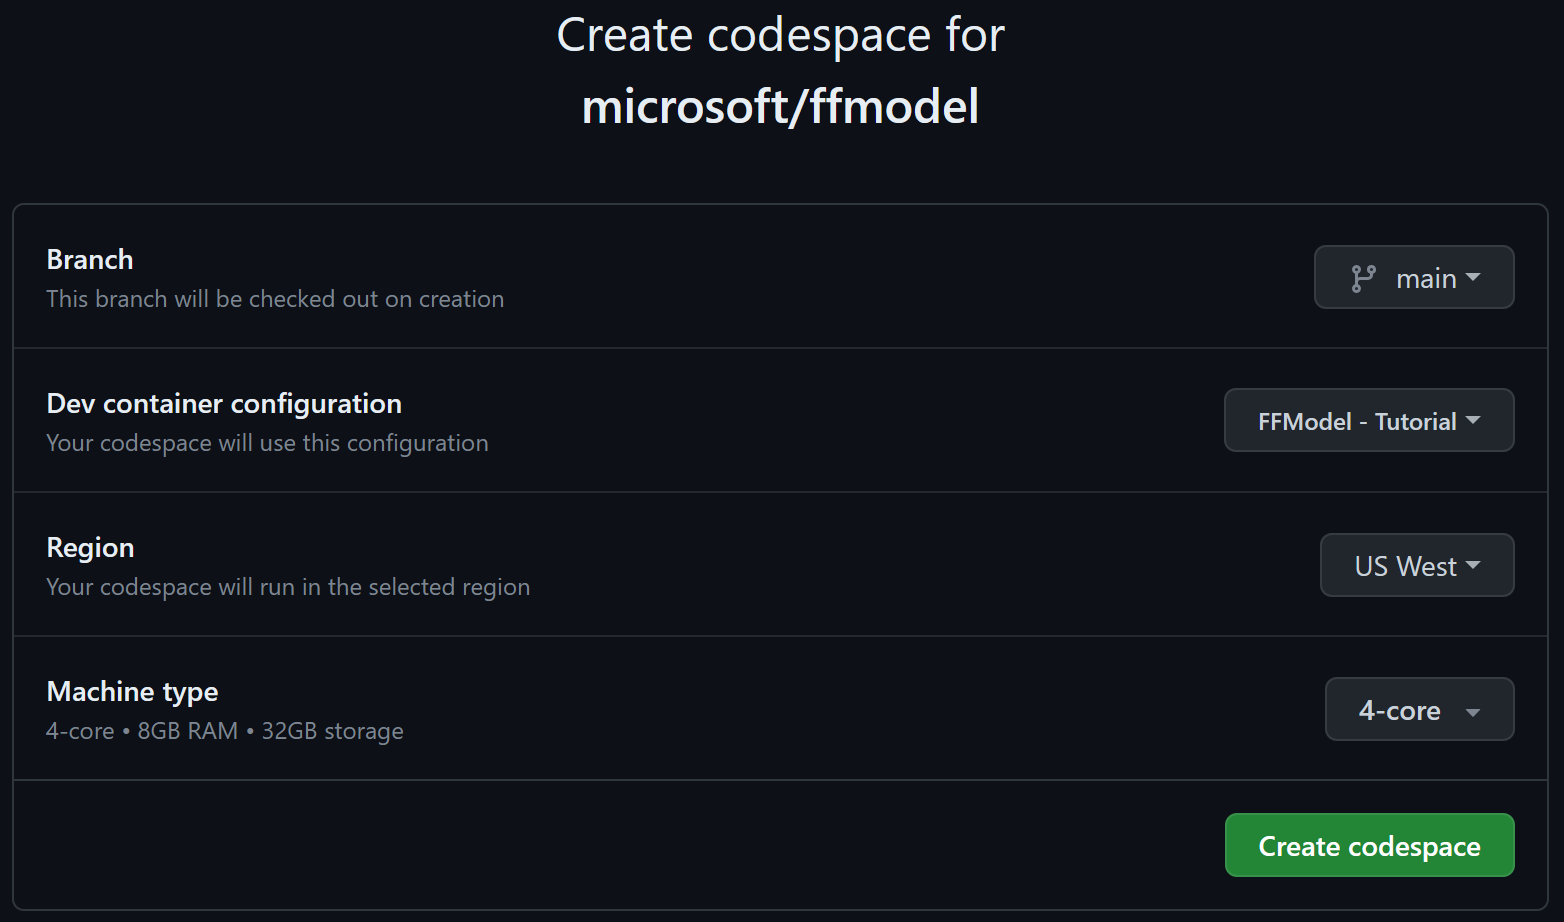 Create codespace for
microsoft/ffmodel
Branch
This branch will be checked out on creation
main
Dev container configuration
Your codespace will use this configuration
FFModel - Tutorial
Region
Your codespace will run in the selected region
US West
Machine type
4-core • 8GB RAM • 32GB storage
4-core
Create codespace